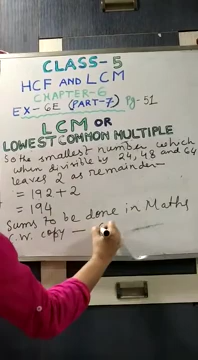 CLASS-5
HCF AND LCM
CHAPTER-6
EX-6E (PART-7) Pg-51
LCM OR
LOWEST COMMON MULTIPLE
So the smallest number which
when divisible by 24, 48 and 64
leaves 2 as remainder—
= 192 + 2
= 194
Sums to be done in Maths
C.W. copy —